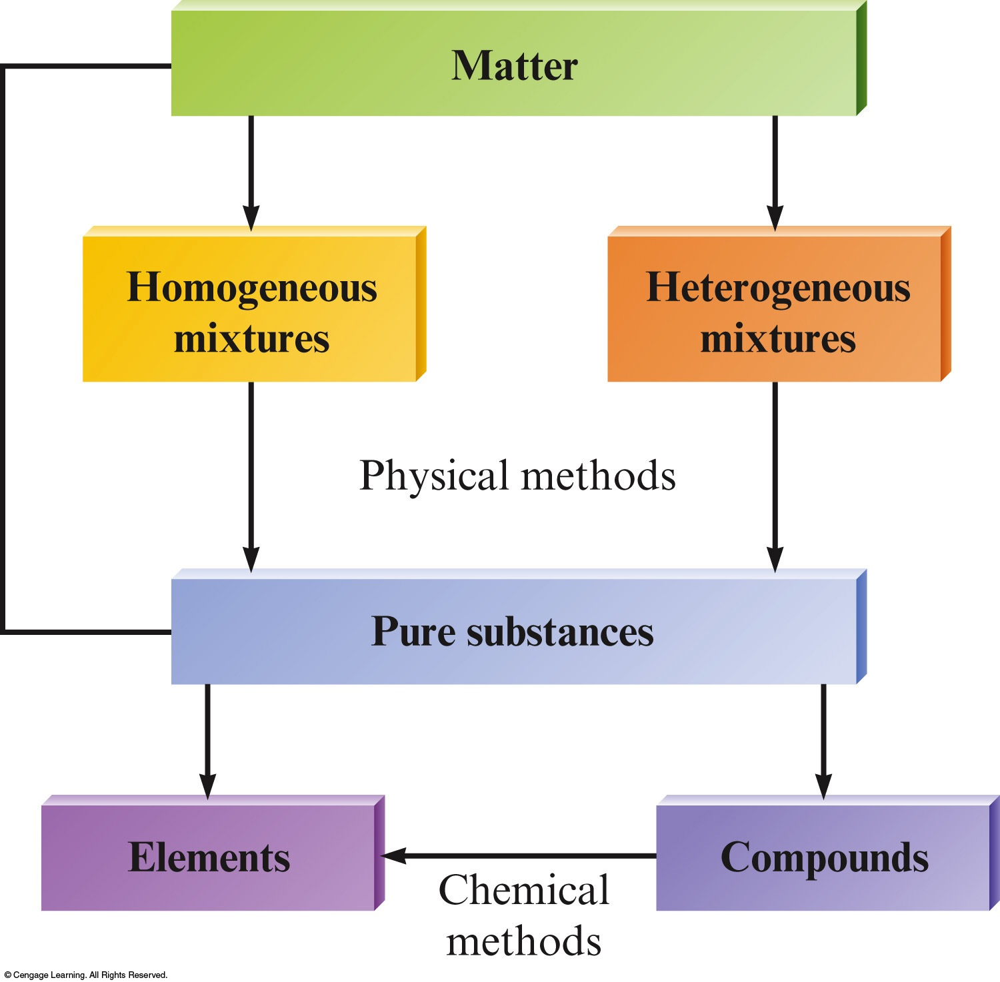 Matter
Homogeneous
mixtures
Heterogeneous
mixtures
Physical methods
Pure substances
Elements
Compounds
Chemical
methods
© Cengage Learning. All Rights Reserved.